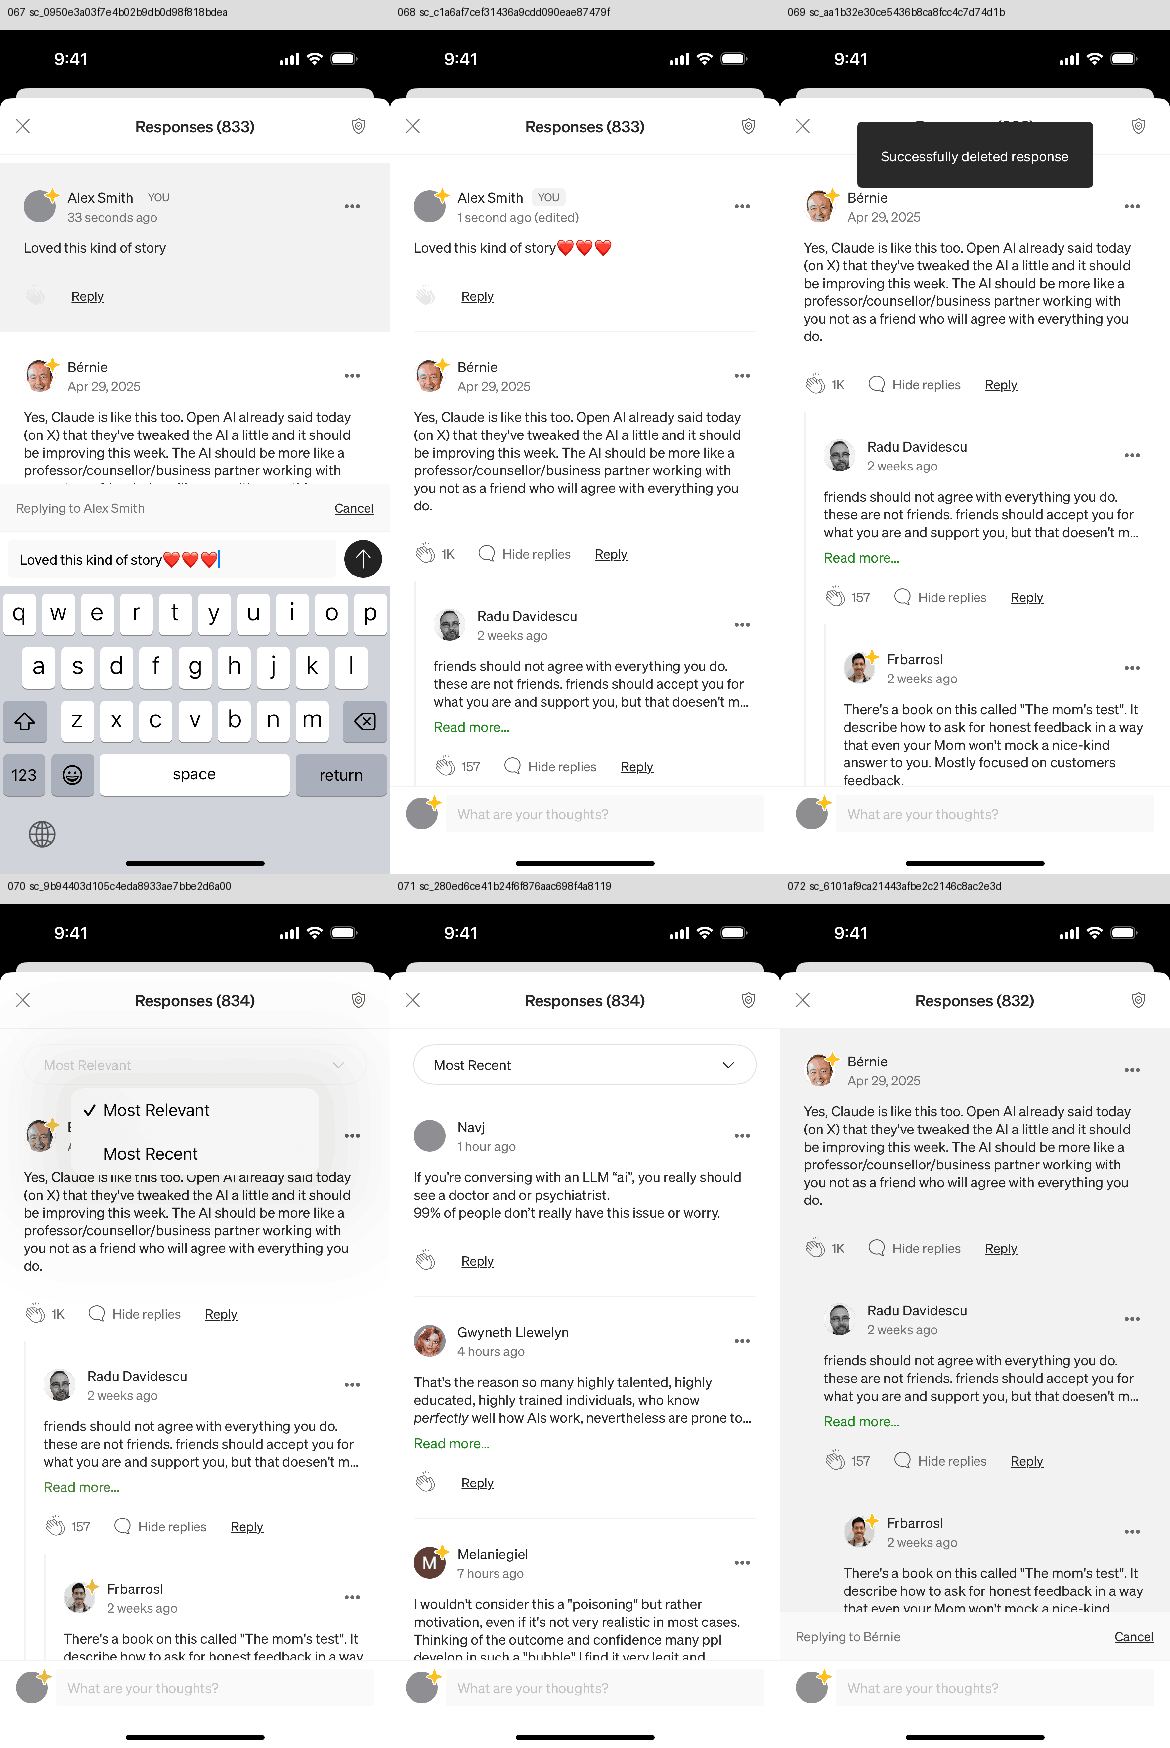 067 sc_0950e3a03f7e4b02b9db0d98f818bdea
9:41
Responses (833)
Alex Smith YOU
33 seconds ago
Loved this kind of story
Reply
Bérnie
Apr 29, 2025
Yes, Claude is like this too. Open AI already said today
(on X) that they've tweaked the AI a little and it should
be improving this week. The AI should be more like a
professor/counsellor/business partner working with
Replying to Alex Smith
Cancel
Loved this kind of story❤️❤️❤️
q w e r t y u i o p
a s d f g h j k l
z x c v b n m
123 space return
068 sc_c1a6af7cef31436a9cdd090eae87479f
9:41
Responses (833)
Alex Smith YOU
1 second ago (edited)
Loved this kind of story❤️❤️❤️
Reply
Bérnie
Apr 29, 2025
Yes, Claude is like this too. Open AI already said today
(on X) that they've tweaked the AI a little and it should
be improving this week. The AI should be more like a
professor/counsellor/business partner working with
you not as a friend who will agree with everything you
do.
1K Hide replies Reply
Radu Davidescu
2 weeks ago
friends should not agree with everything you do.
these are not friends. friends should accept you for
what you are and support you, but that doesen't m...
Read more...
157 Hide replies Reply
What are your thoughts?
069 sc_aa1b32e30ce5436b8ca8fcc4c7d74d1b
9:41
Successfully deleted response
Bérnie
Apr 29, 2025
Yes, Claude is like this too. Open AI already said today
(on X) that they've tweaked the AI a little and it should
be improving this week. The AI should be more like a
professor/counsellor/business partner working with
you not as a friend who will agree with everything you
do.
1K Hide replies Reply
Radu Davidescu
2 weeks ago
friends should not agree with everything you do.
these are not friends. friends should accept you for
what you are and support you, but that doesen't m...
Read more...
157 Hide replies Reply
Frbarrosl
2 weeks ago
There's a book on this called "The mom's test". It
describe how to ask for honest feedback in a way
that even your Mom won't mock a nice-kind
answer to you. Mostly focused on customers
feedback.
What are your thoughts?
070 sc_9b94403d105c4eda8933ae7bbe2d6a00
9:41
Responses (834)
Most Relevant
✓ Most Relevant
Most Recent
Yes, Claude is like this too. Open AI already said today
(on X) that they've tweaked the AI a little and it should
be improving this week. The AI should be more like a
professor/counsellor/business partner working with
you not as a friend who will agree with everything you
do.
1K Hide replies Reply
Radu Davidescu
2 weeks ago
friends should not agree with everything you do.
these are not friends. friends should accept you for
what you are and support you, but that doesen't m...
Read more...
157 Hide replies Reply
Frbarrosl
2 weeks ago
There's a book on this called "The mom's test". It
describe how to ask for honest feedback in a way
What are your thoughts?
071 sc_280ed6ce41b24f6f876aac698f4a8119
9:41
Responses (834)
Most Recent
Navj
1 hour ago
If you're conversing with an LLM “ai”, you really should
see a doctor and or psychiatrist.
99% of people don't really have this issue or worry.
Reply
Gwyneth Llewelyn
4 hours ago
That's the reason so many highly talented, highly
educated, highly trained individuals, who know
perfectly well how AIs work, nevertheless are prone to...
Read more...
Reply
M
Melaniegiel
7 hours ago
I wouldn't consider this a "poisoning" but rather
motivation, even if it's not very realistic in most cases.
Thinking of the outcome and confidence many ppl
develop in such a "bubble" I find it very legit and
What are your thoughts?
072 sc_6101af9ca21443afbe2c2146c8ac2e3d
9:41
Responses (832)
Bérnie
Apr 29, 2025
Yes, Claude is like this too. Open AI already said today
(on X) that they've tweaked the AI a little and it should
be improving this week. The AI should be more like a
professor/counsellor/business partner working with
you not as a friend who will agree with everything you
do.
1K Hide replies Reply
Radu Davidescu
2 weeks ago
friends should not agree with everything you do.
these are not friends. friends should accept you for
what you are and support you, but that doesen't m...
Read more...
157 Hide replies Reply
Frbarrosl
2 weeks ago
There's a book on this called "The mom's test". It
describe how to ask for honest feedback in a way
that even your Mom won't mock a nice-kind
Replying to Bérnie
Cancel
What are your thoughts?